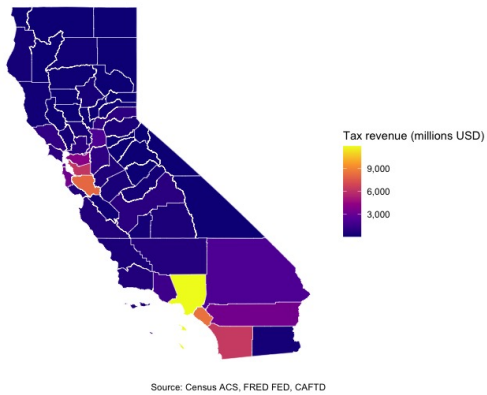 Tax revenue (millions USD)
9,000
6,000
3,000
Source: Census ACS, FRED FED, CAFTD